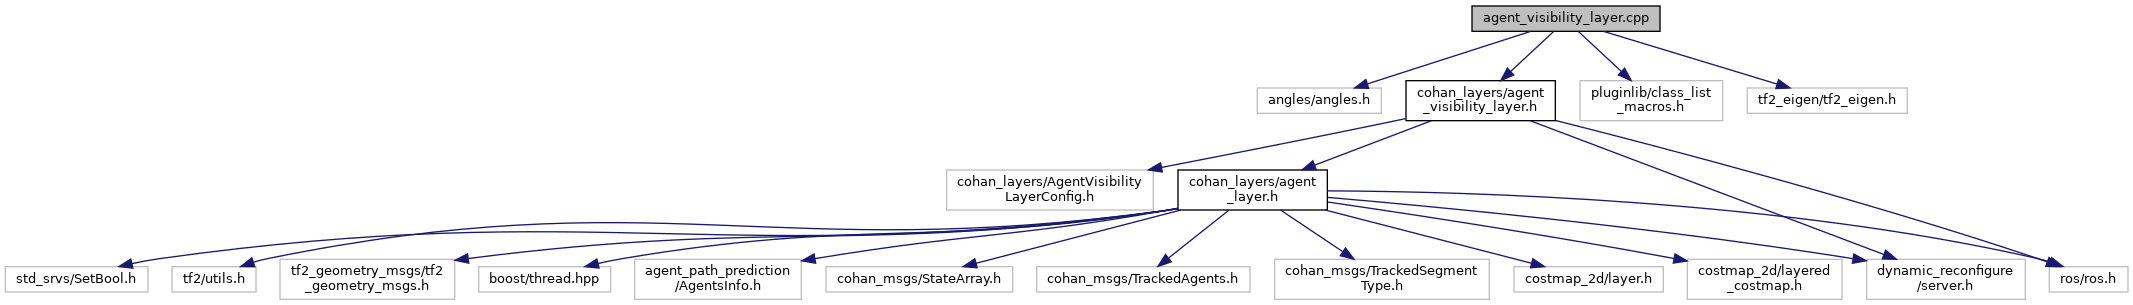 agent_visibility_layer.cpp
angles/angles.h
cohan_layers/agent
_visibility_layer.h
pluginlib/class_list
_macros.h
tf2_eigen/tf2_eigen.h
cohan_layers/AgentVisibility
LayerConfig.h
cohan_layers/agent
_layer.h
std_srvs/SetBool.h
tf2/utils.h
tf2_geometry_msgs/tf2
_geometry_msgs.h
boost/thread.hpp
agent_path_prediction
/AgentsInfo.h
cohan_msgs/StateArray.h
cohan_msgs/TrackedAgents.h
cohan_msgs/TrackedSegment
Type.h
costmap_2d/layer.h
costmap_2d/layered
_costmap.h
dynamic_reconfigure
/server.h
ros/ros.h